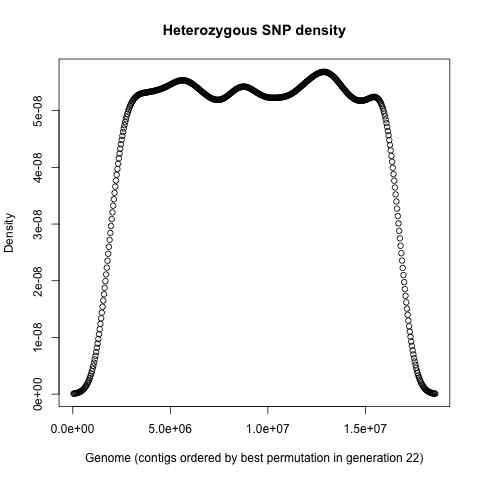 Heterozygous SNP density
Density
5e-08
4e-08
3e-08
2e-08
1e-08
0e+00
0.0e+00 5.0e+06 1.0e+07 1.5e+07
Genome (contigs ordered by best permutation in generation 22)